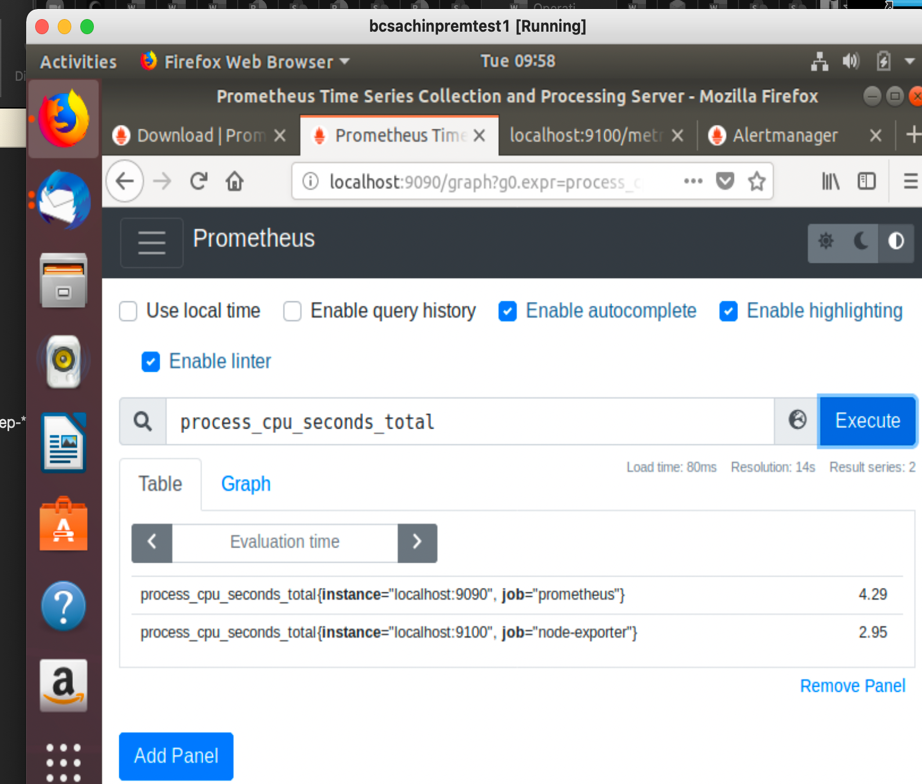 Operati
bcsachinpremtest1 [Running]
Activities Firefox Web Browser Tue 09:58
Prometheus Time Series Collection and Processing Server - Mozilla Firefox
Download | Prom Prometheus Time localhost:9100/metr Alertmanager
localhost:9090/graph?g0.expr=process_c
Prometheus
Use local time Enable query history Enable autocomplete Enable highlighting
Enable linter
ep-*
process_cpu_seconds_total Execute
Load time: 80ms Resolution: 14s Result series: 2
Table Graph
Evaluation time
process_cpu_seconds_total{instance="localhost:9090", job="prometheus"} 4.29
process_cpu_seconds_total{instance="localhost:9100", job="node-exporter"} 2.95
Remove Panel
Add Panel